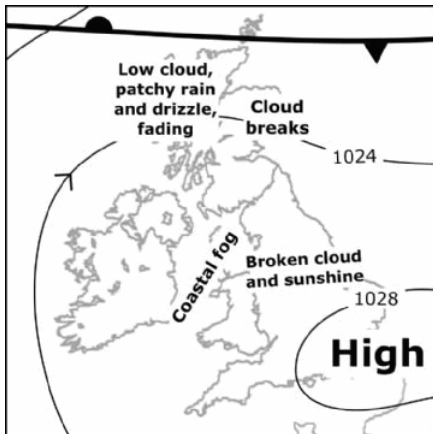 Low cloud,
patchy rain
and drizzle,
fading
Cloud
breaks
1024
Coastal fog
Broken cloud
and sunshine
1028
High